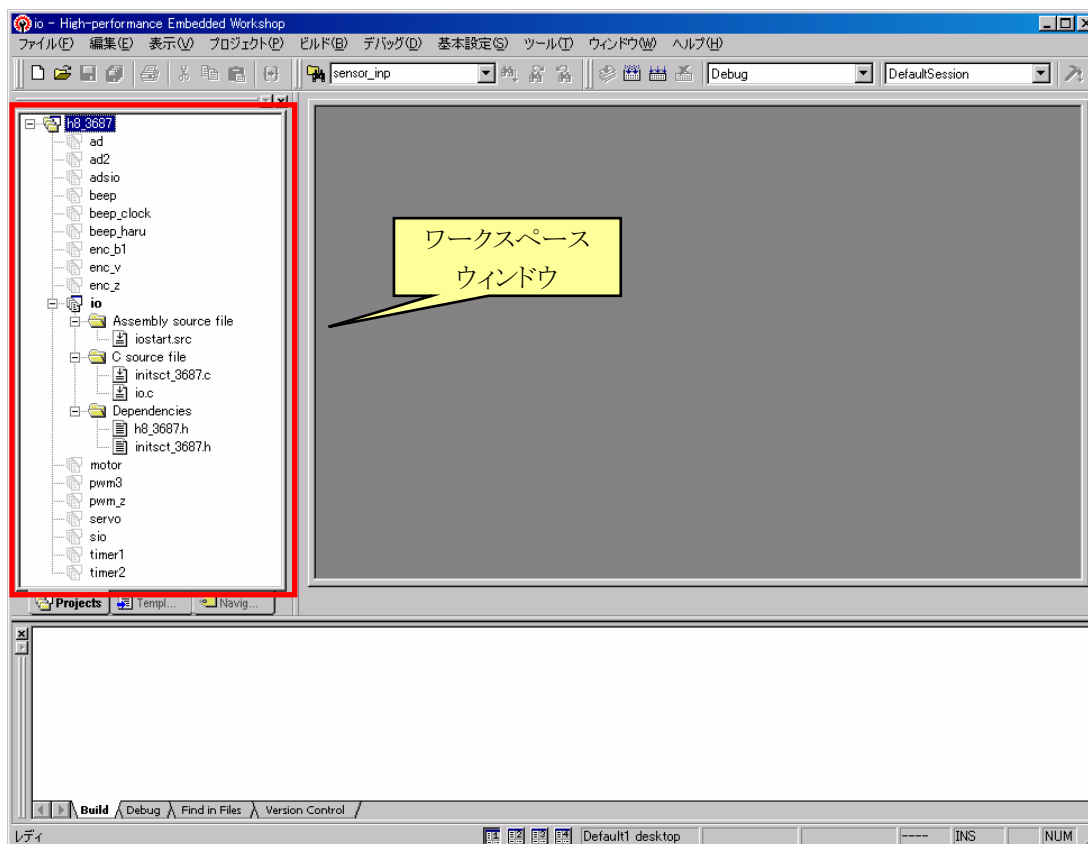 io - High-performance Embedded Workshop
ファイル(F) 編集(E) 表示(V) プロジェクト(P) ビルド(B) デバッグ(D) 基本設定(S) ツール(T) ウィンドウ(W) ヘルプ(H)
sensor_inp Debug DefaultSession
h8_3687
ad
ad2
adsio
beep
beep_clock
beep_haru
enc_b1
enc_v
enc_z
io
Assembly source file
iostart.src
C source file
initsct_3687.c
io.c
Dependencies
h8_3687.h
initsct_3687.h
motor
pwm3
pwm_z
servo
sio
timer1
timer2
ワークスペース
ウィンドウ
Projects Templ... Navig...
Build Debug Find in Files Version Control
レディ 1 2 3 4 Default1 desktop ---- INS NUM